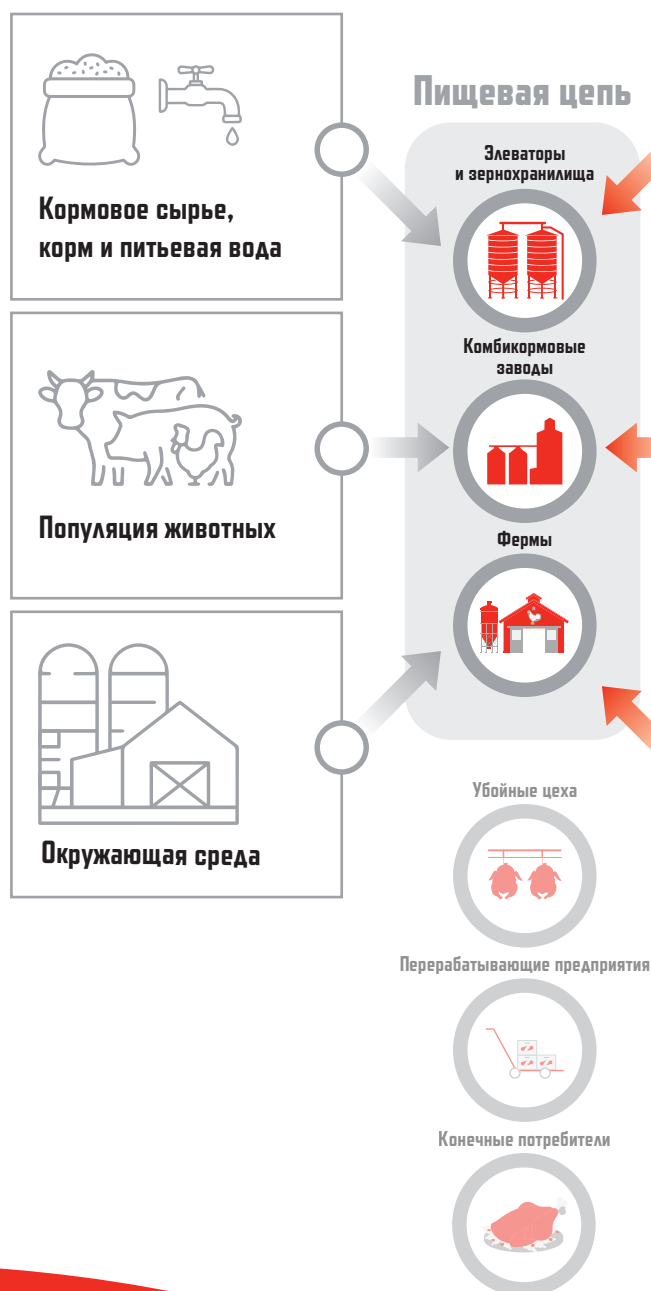 Кормовое сырье,
корм и питьевая вода
Популяция животных
Окружающая среда
Пищевая цепь
Элеваторы
и зернохранилища
Комбикормовые
заводы
Фермы
Убойные цеха
Перерабатывающие предприятия
Конечные потребители